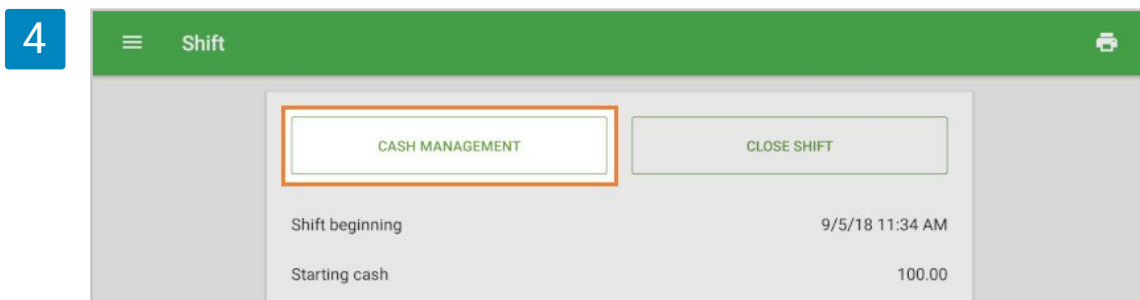 4
Shift
CASH MANAGEMENT
CLOSE SHIFT
Shift beginning 9/5/18 11:34 AM
Starting cash 100.00